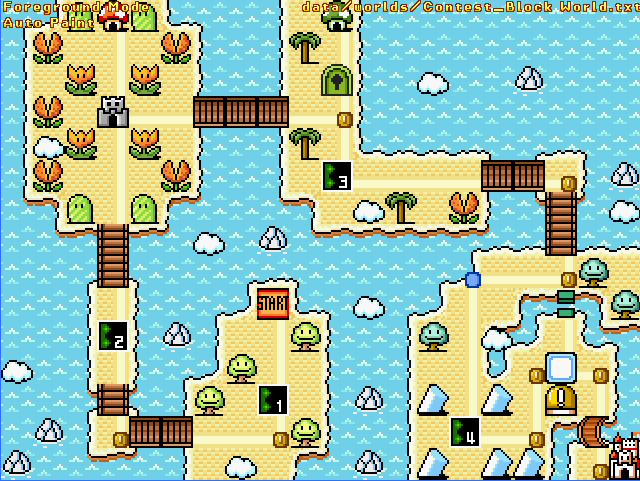 Foreground Mode
data/worlds/Contest_Block World.txt
Auto Paint
3
START
2
1
4